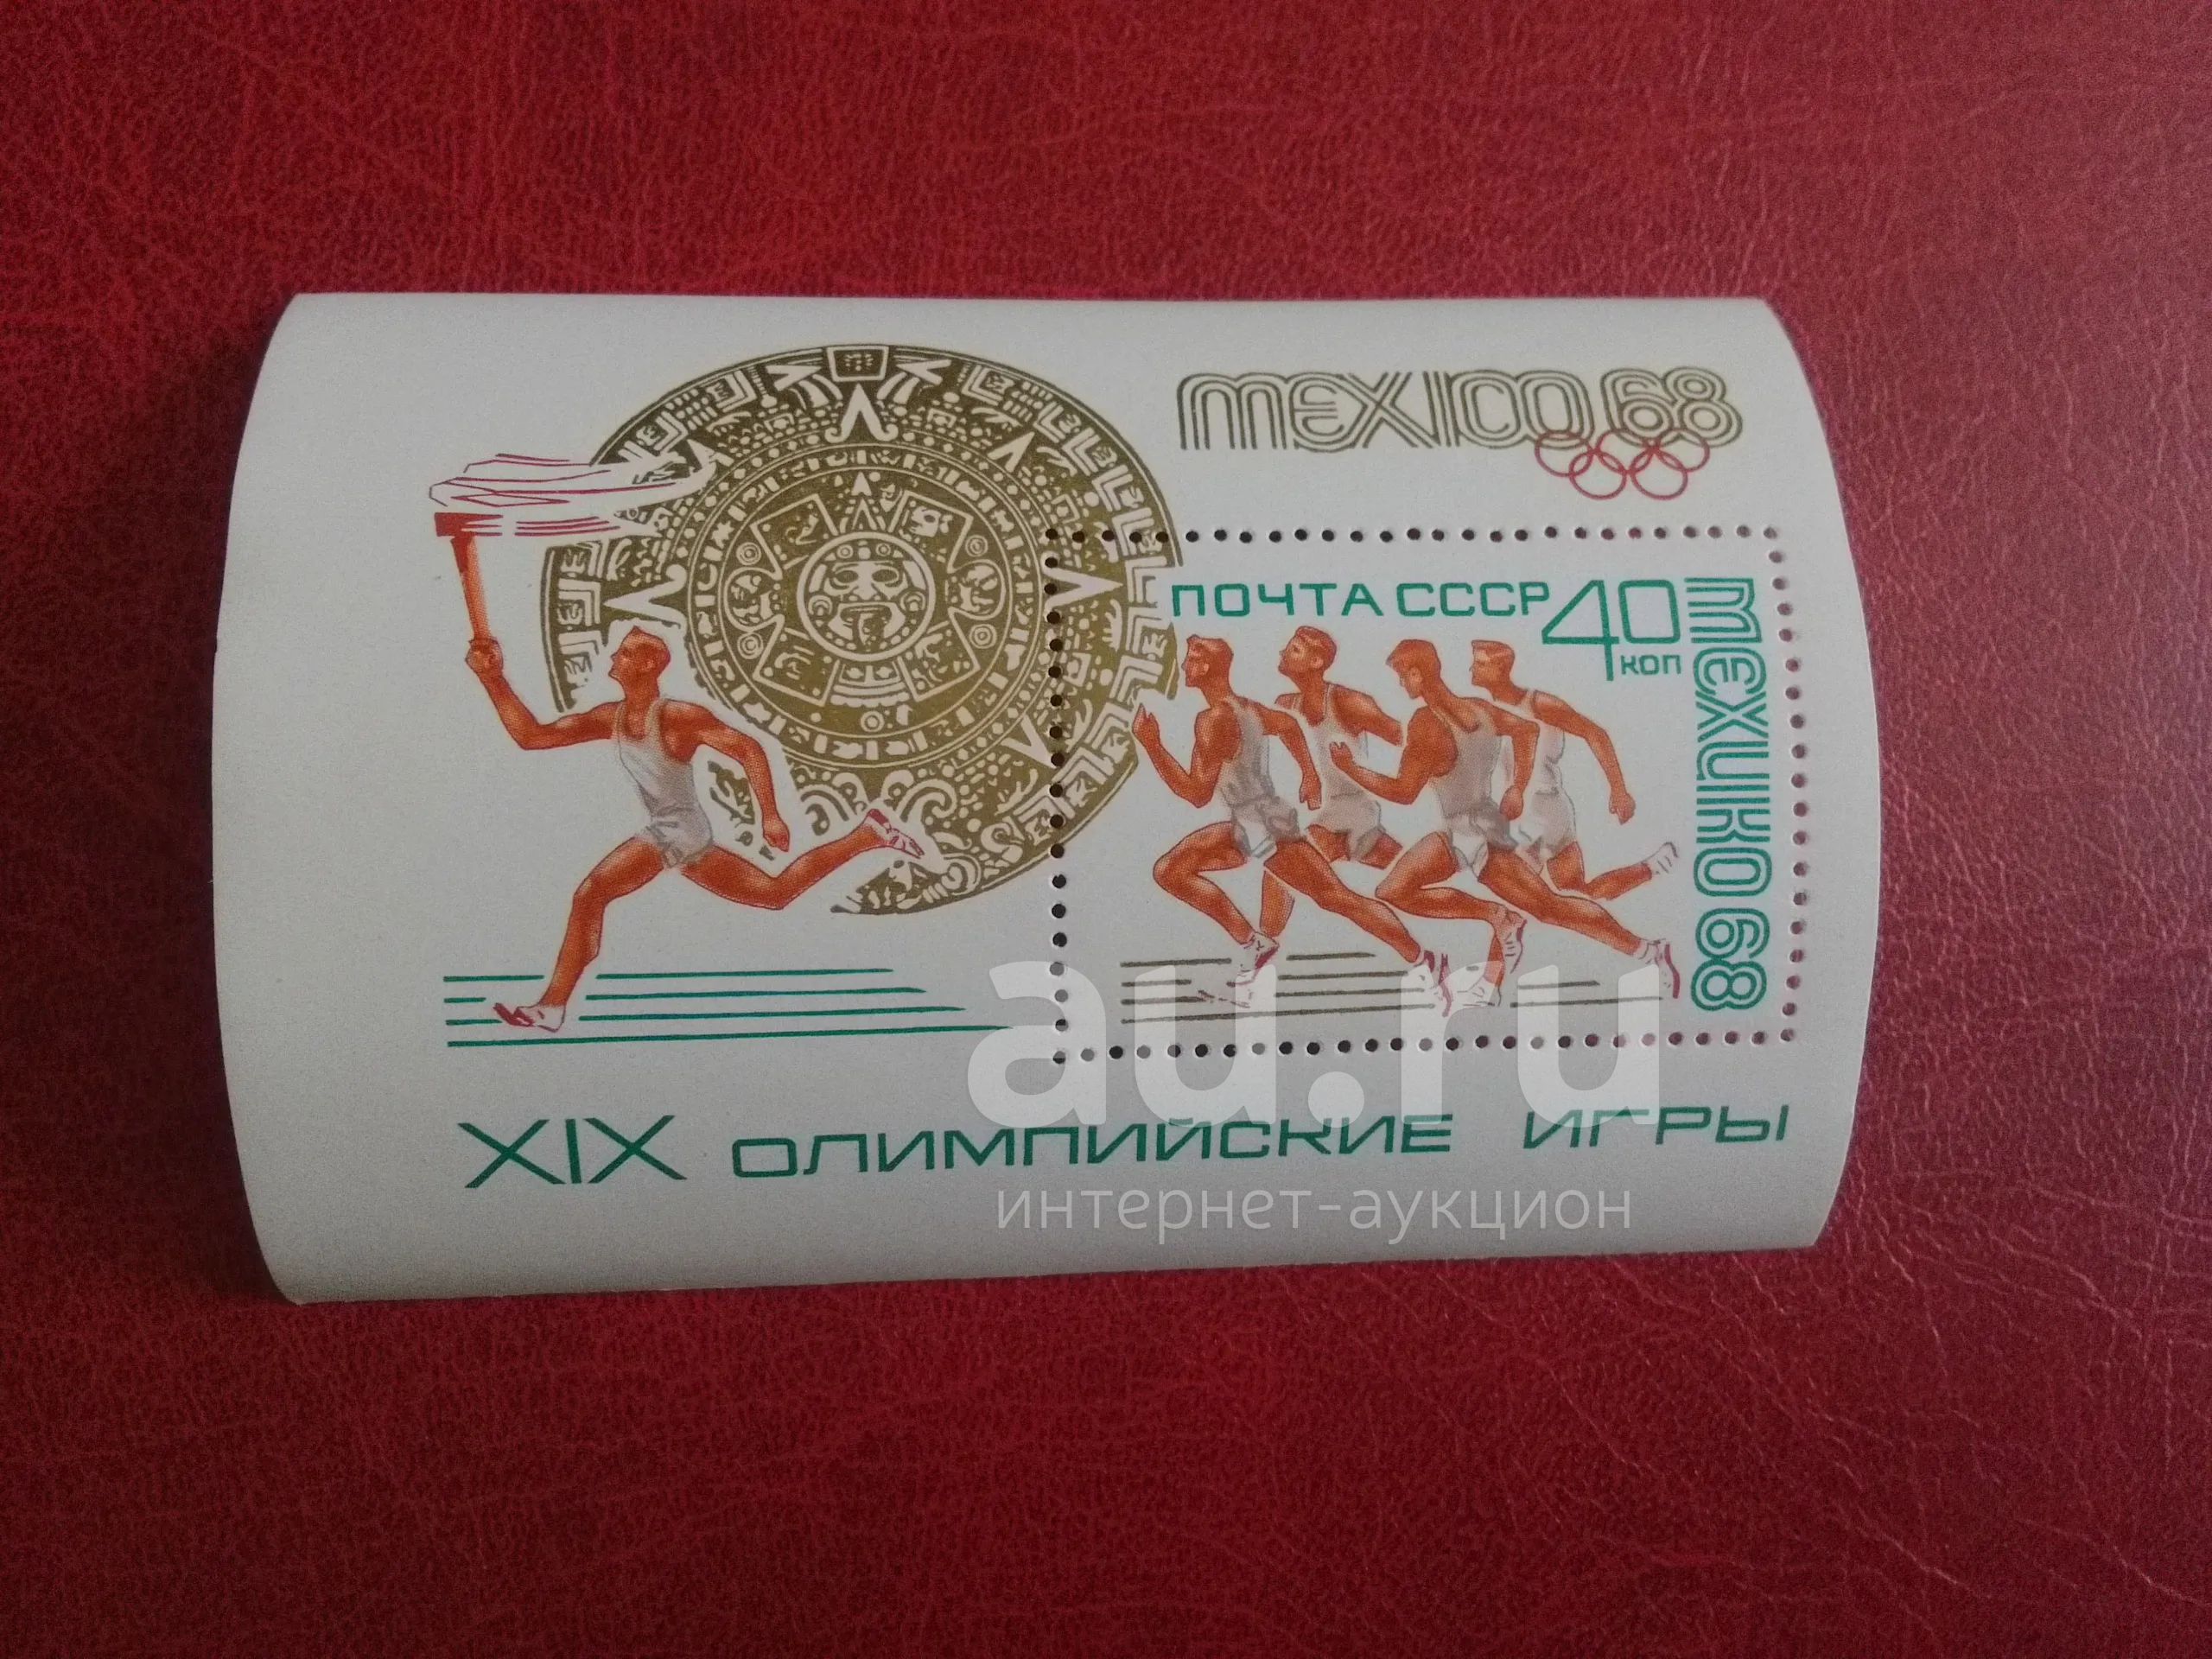 MEXICO 68
ПОЧТА СССР 40
КОП
МЕХИКО 68
XIX ОЛИМПИЙСКИЕ ИГРЫ
au.ru
интернет-аукцион